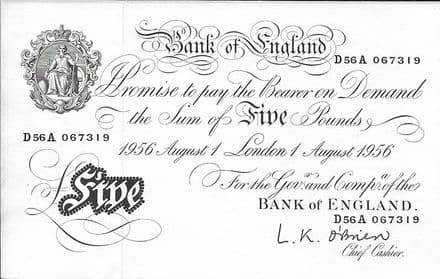 Bank of England
D56A 067319
I Promise to pay the Bearer on Demand
the Sum of Five Pounds
D56A 067319
1956 August 1 London 1 August 1956
For the Gov.r and Comp.a of the
£Five
BANK of ENGLAND.
D56A 067319
L. K. O'Brien
Chief Cashier.